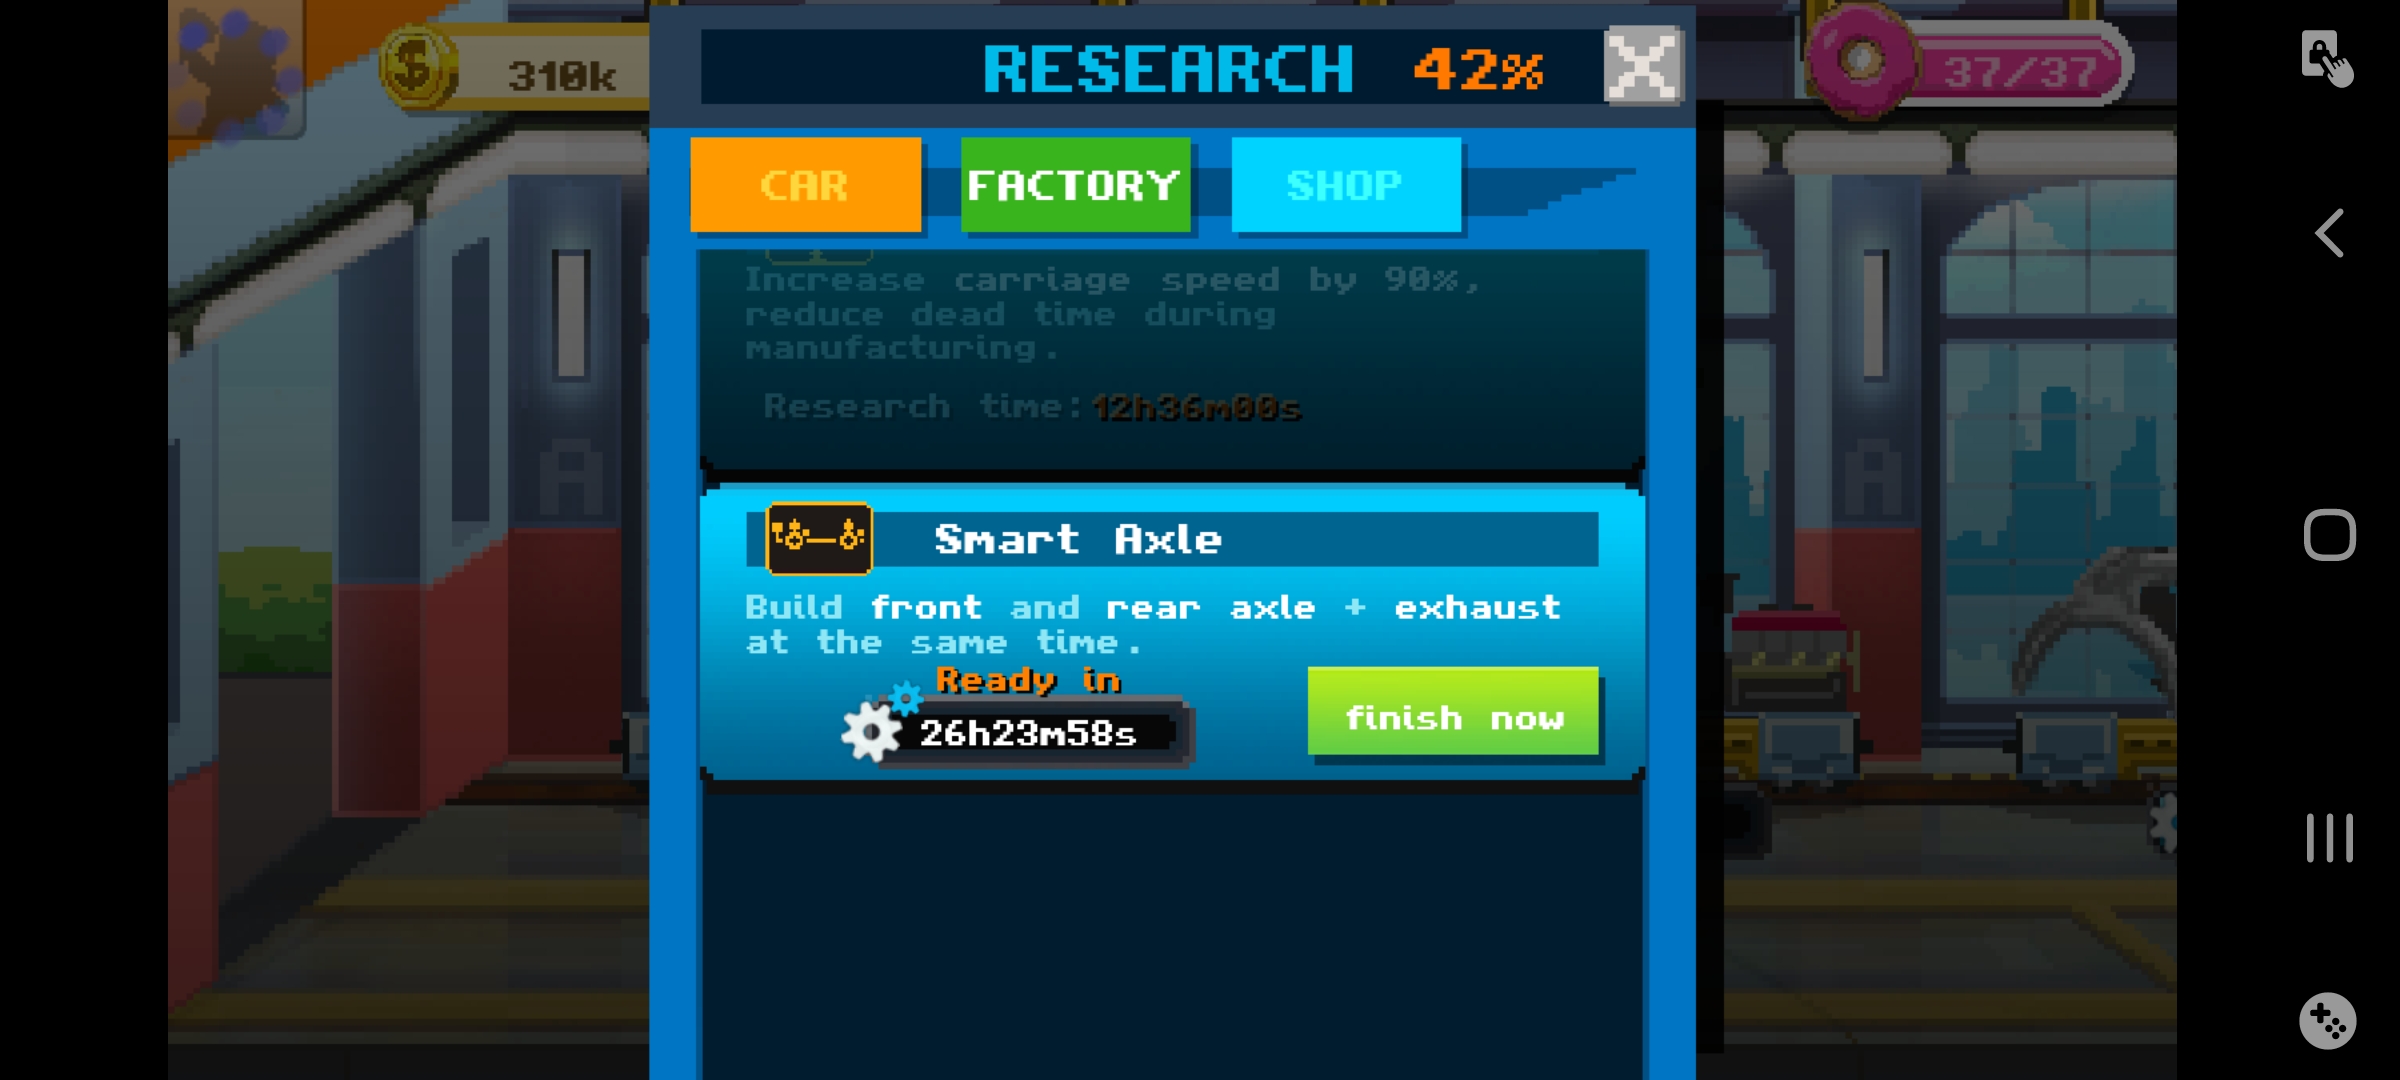 310k
RESEARCH 42%
37/37
CAR FACTORY SHOP
Increase carriage speed by 90%,
reduce dead time during
manufacturing.
Research time: 12h36m00s
Smart Axle
Build front and rear axle + exhaust
at the same time.
Ready in
26h23m58s
finish now
A
A